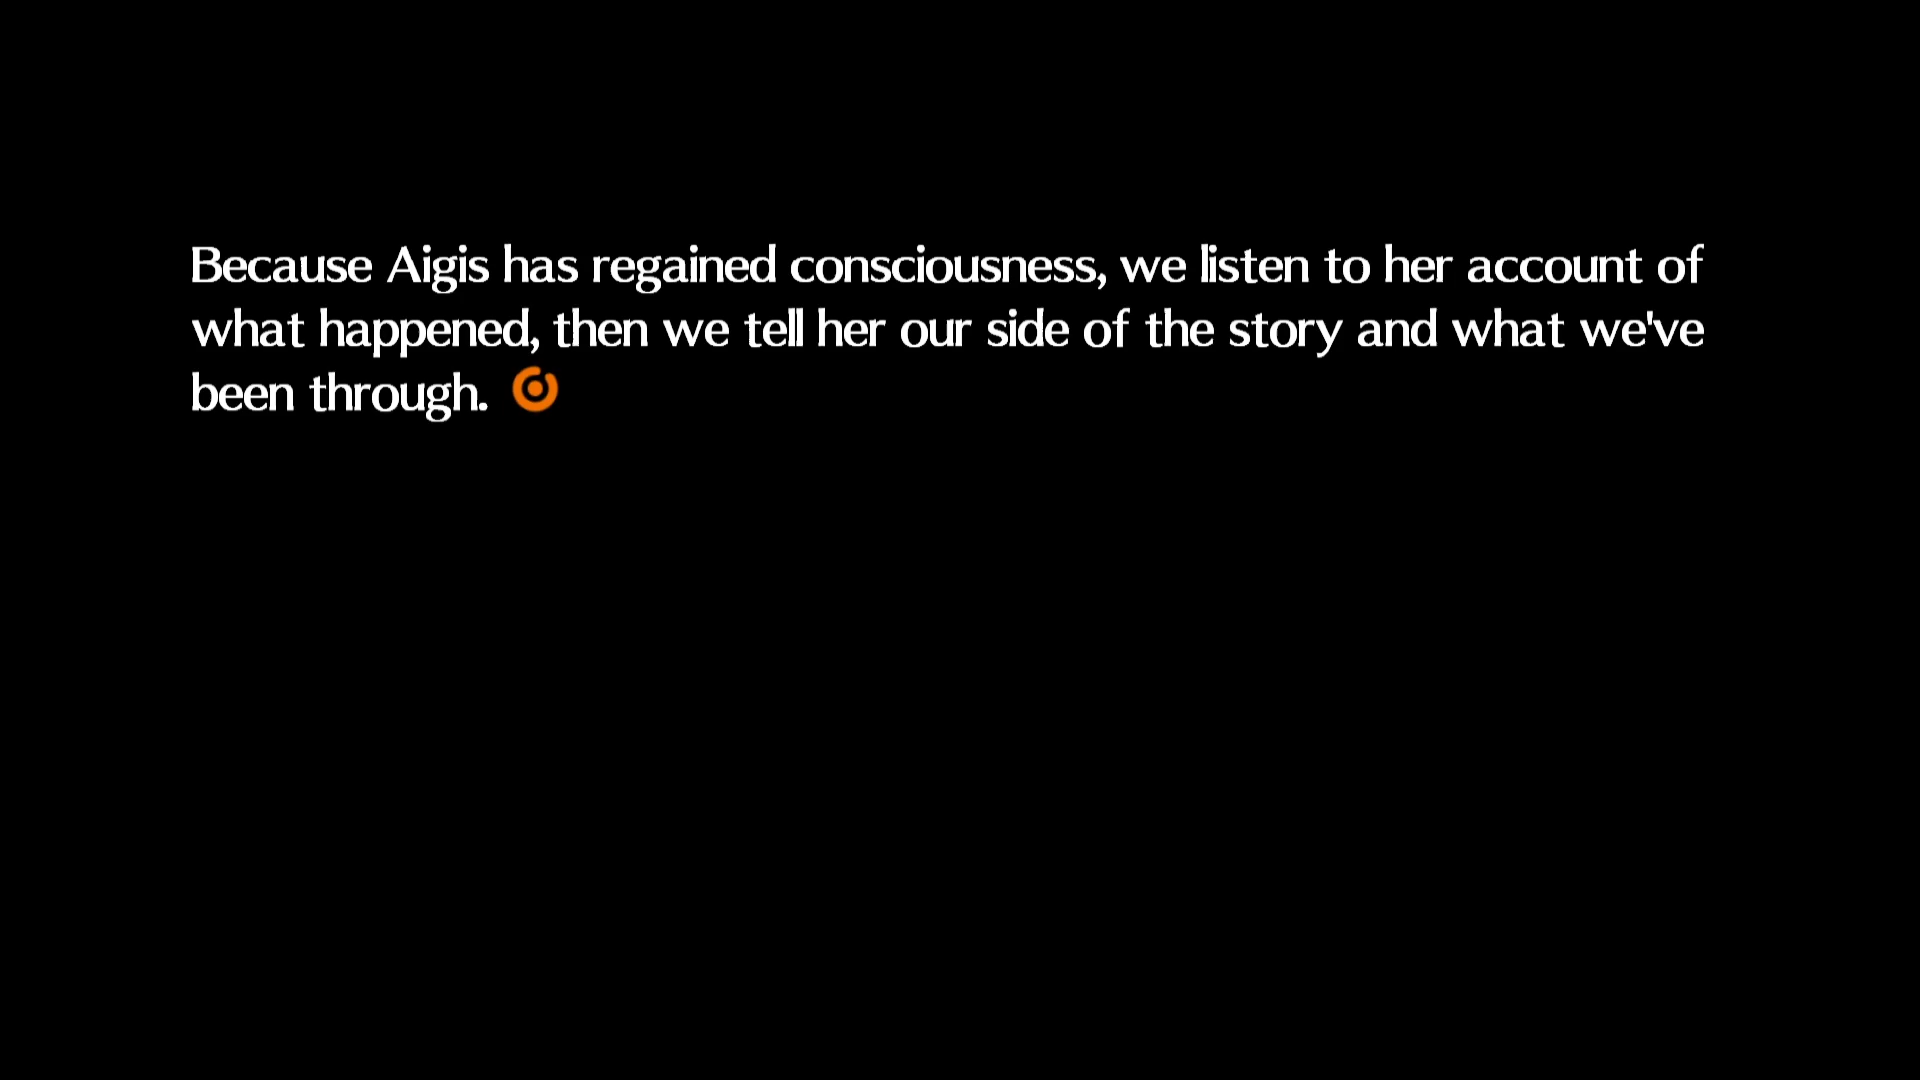 Because Aigis has regained consciousness, we listen to her account of
what happened, then we tell her our side of the story and what we've
been through.